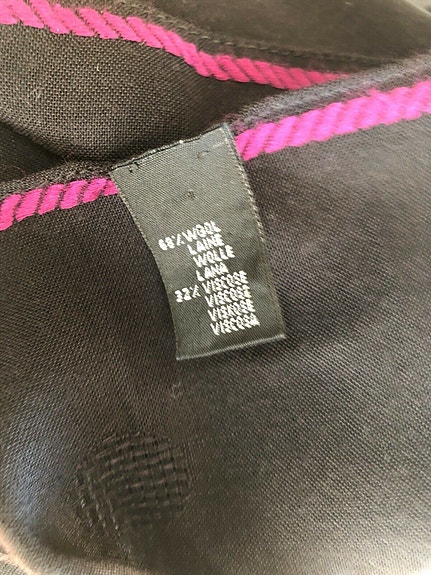 68% WOOL
LAINE
WOLLE
LANA
32% VISCOSE
VISCOSE
VISKOSE
VISCOSA